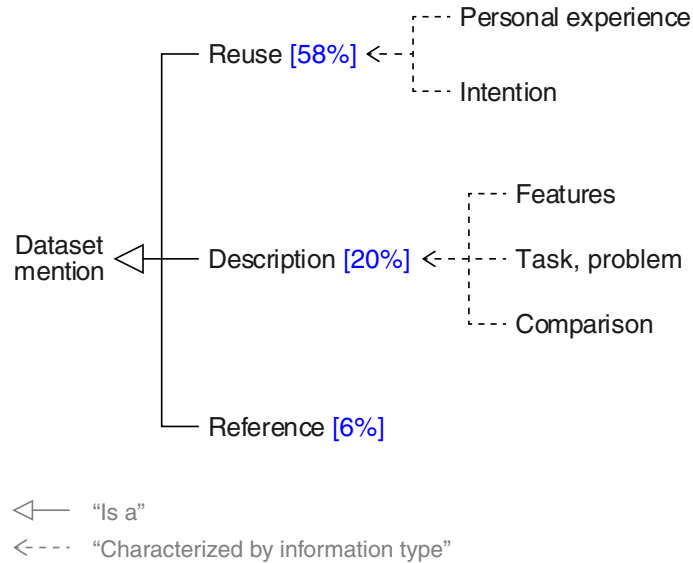 Personal experience
Reuse [58%]
Intention
Features
Dataset
mention
Description [20%]
Task, problem
Comparison
Reference [6%]
“Is a”
“Characterized by information type”